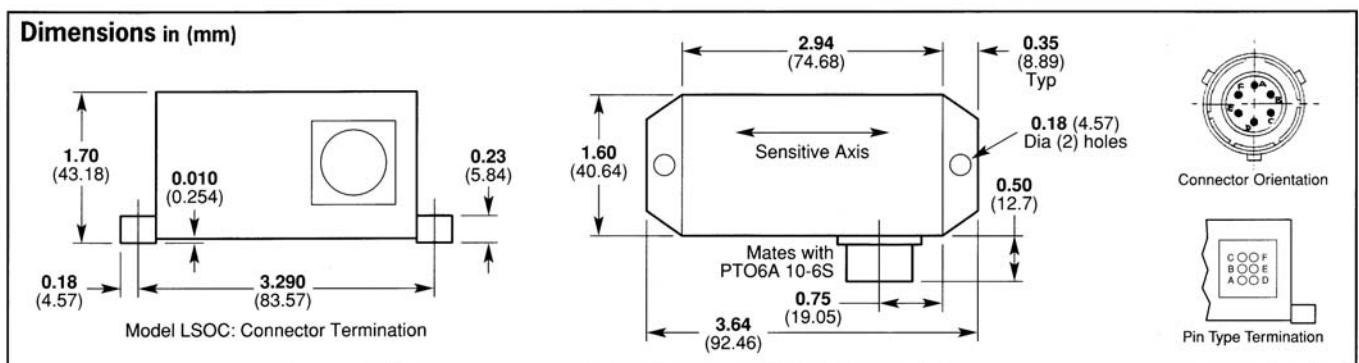 Dimensions in (mm)
1.70
(43.18)
0.010
(0.254)
0.23
(5.84)
0.18
(4.57)
3.290
(83.57)
Model LSOC: Connector Termination
2.94
(74.68)
0.35
(8.89)
Typ
1.60
(40.64)
Sensitive Axis
0.18 (4.57)
Dia (2) holes
0.50
(12.7)
Mates with
PTO6A 10-6S
0.75
(19.05)
3.64
(92.46)
F A
E B
C
Connector Orientation
C F
B E
A D
Pin Type Termination